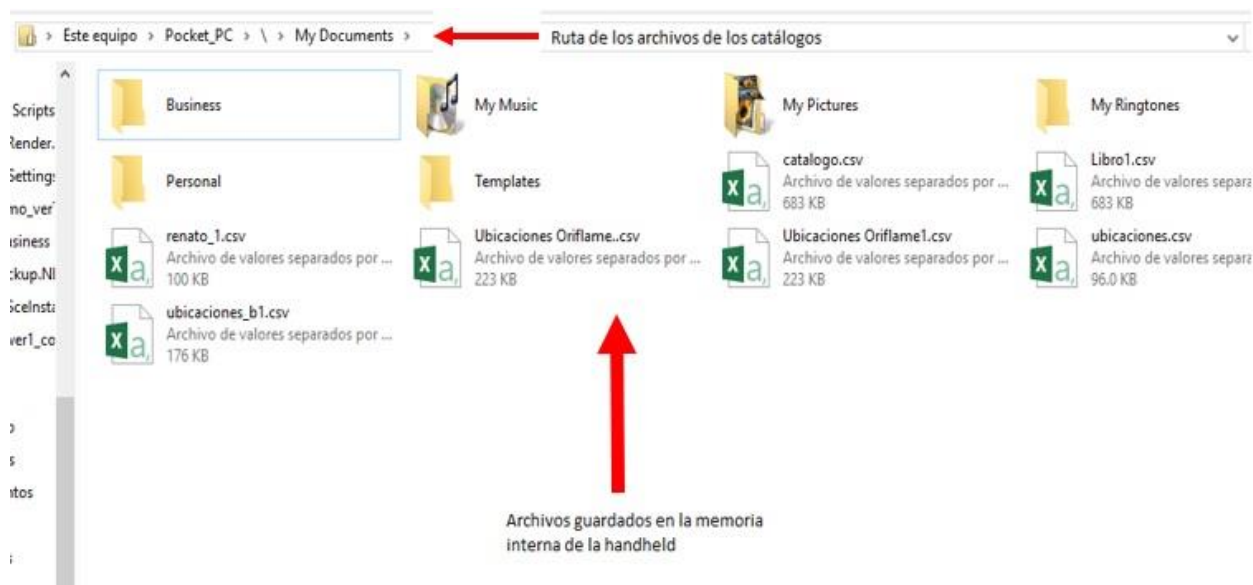 Este equipo > Pocket_PC > \ > My Documents >
Ruta de los archivos de los catálogos
Scripts
Render.
Business
My Music
My Pictures
My Ringtones
Personal
Templates
catalogo.csv
Archivo de valores separados por ...
683 KB
Libro1.csv
Archivo de valores separa
683 KB
renato_1.csv
Archivo de valores separados por ...
100 KB
Ubicaciones Oriflame..csv
Archivo de valores separados por ...
223 KB
Ubicaciones Oriflame1.csv
Archivo de valores separados por ...
223 KB
ubicaciones.csv
Archivo de valores separa
96.0 KB
ubicaciones_b1.csv
Archivo de valores separados por ...
176 KB
Archivos guardados en la memoria
interna de la handheld